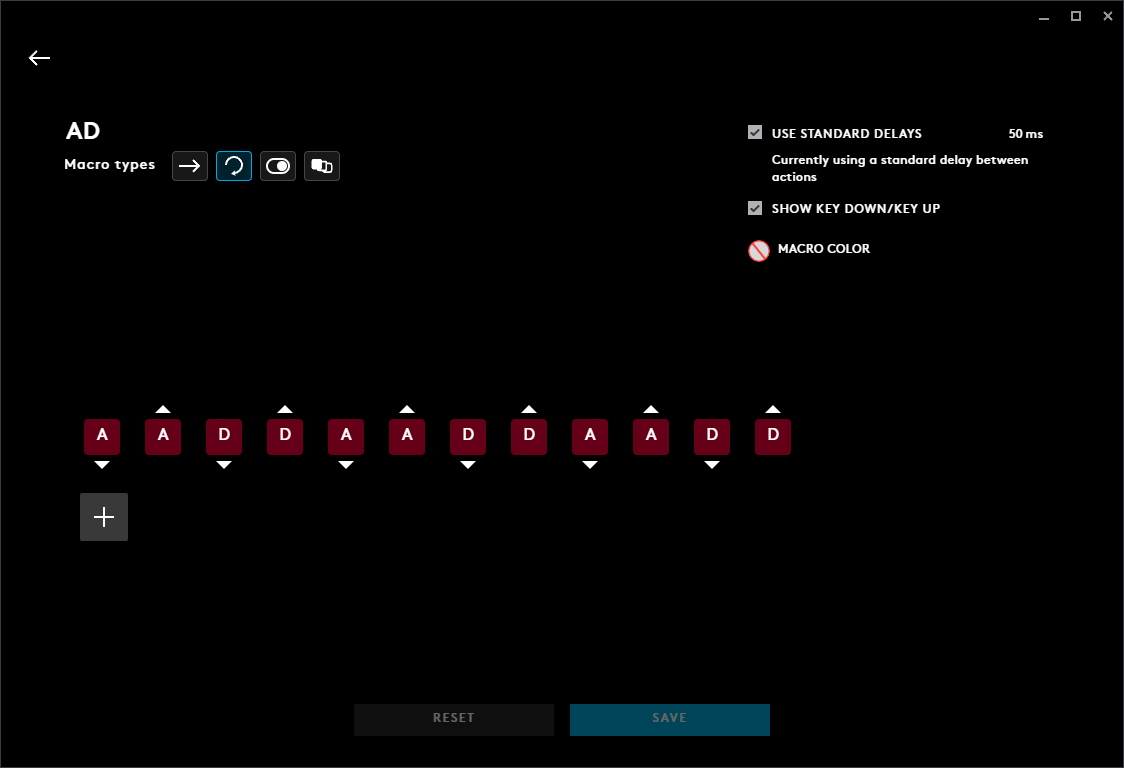 AD
Macro types
USE STANDARD DELAYS 50 ms
Currently using a standard delay between
actions
SHOW KEY DOWN/KEY UP
MACRO COLOR
A A D D A A D D A A D D
RESET SAVE